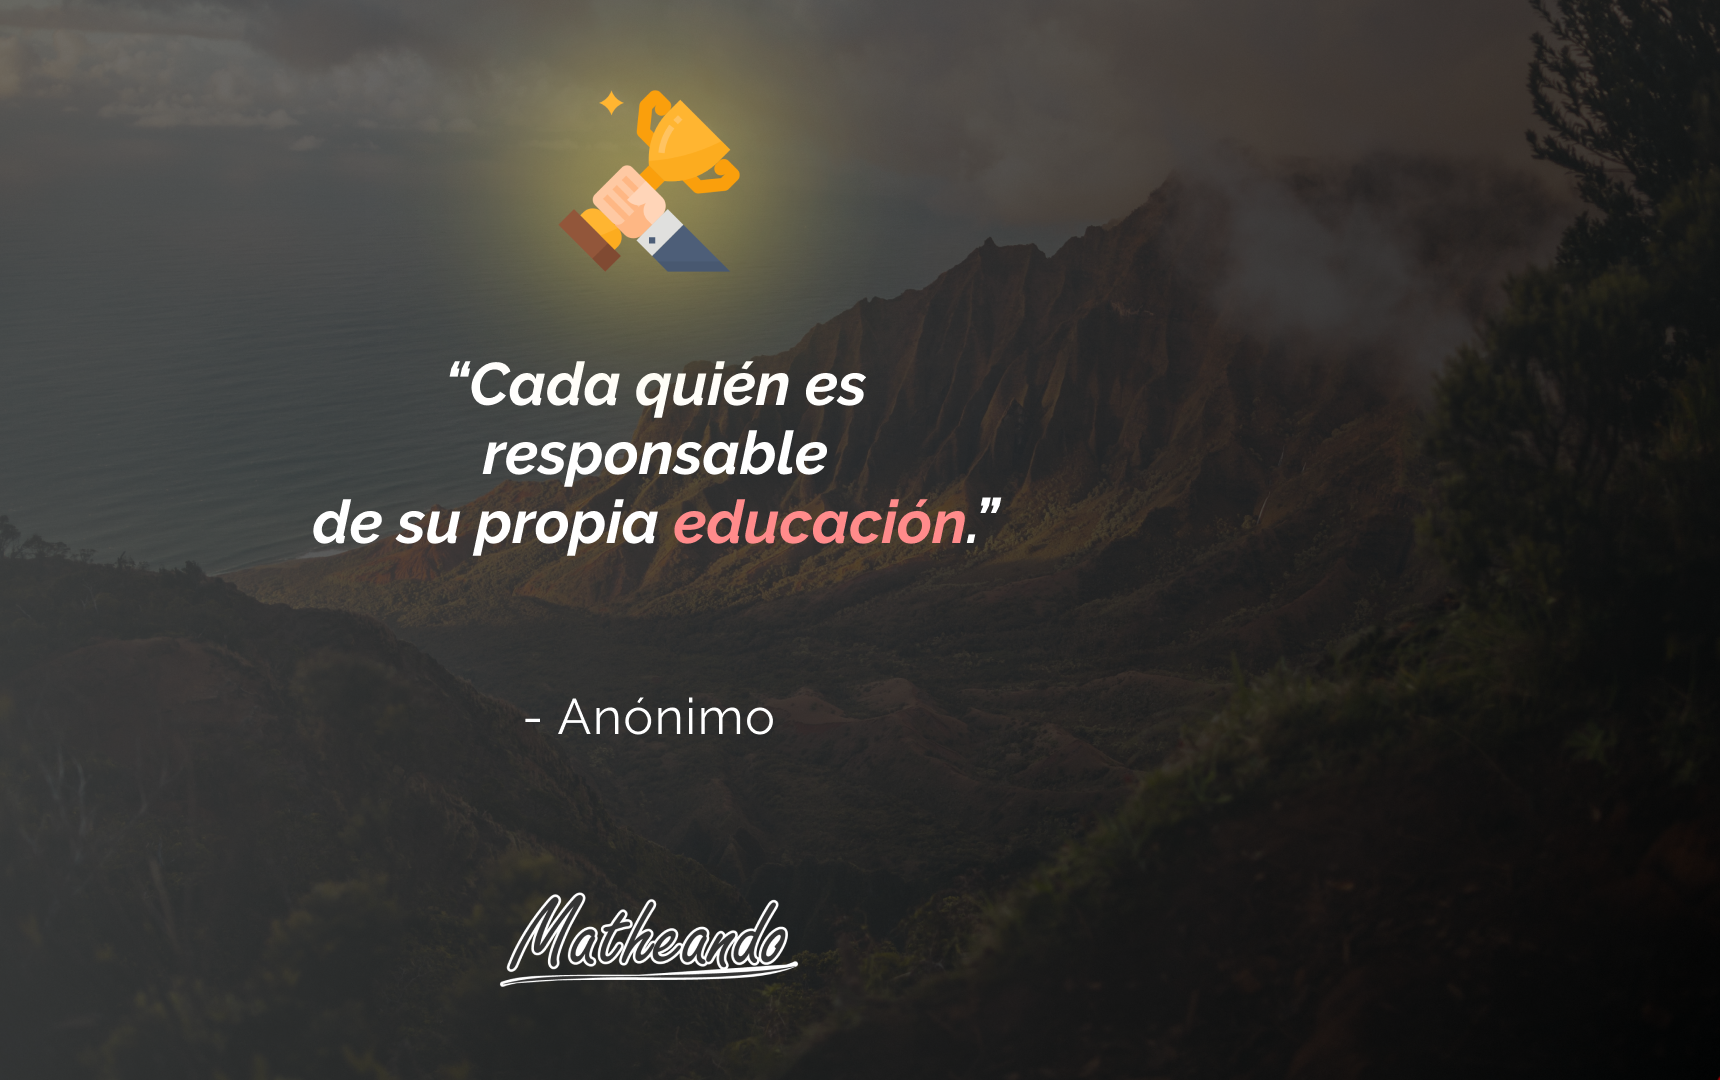 “Cada quién es
responsable
de su propia educación.”
- Anónimo
Matheando